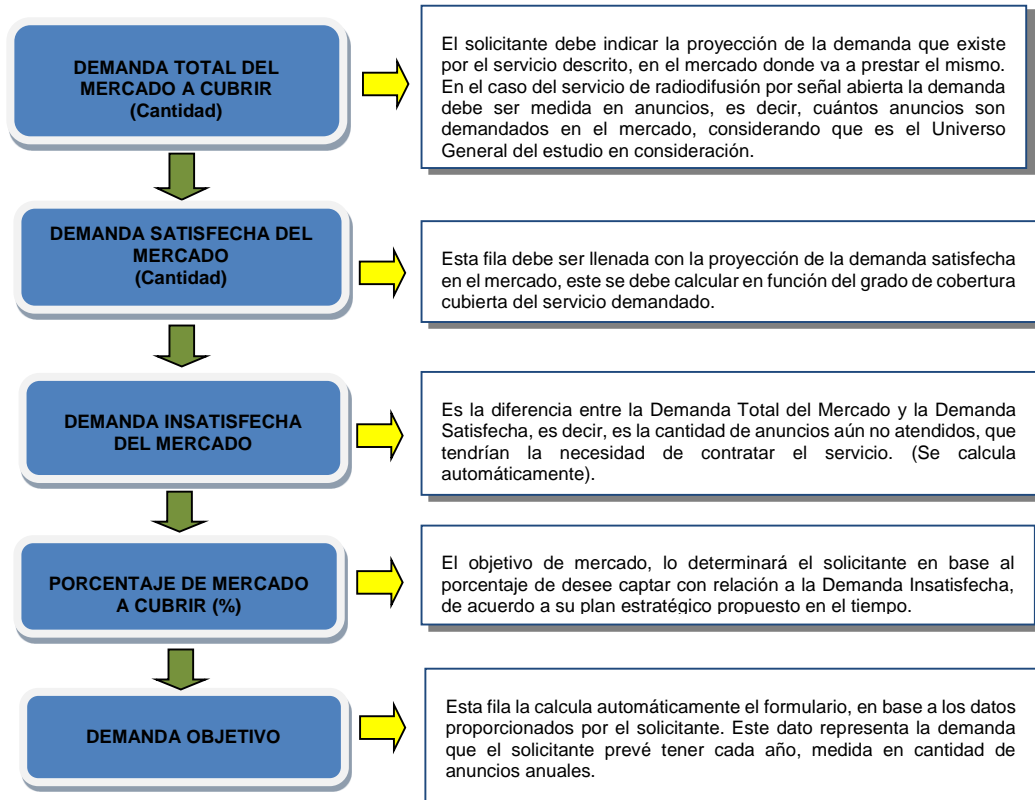 DEMANDA TOTAL DEL
MERCADO A CUBRIR
(Cantidad)
El solicitante debe indicar la proyección de la demanda que existe
por el servicio descrito, en el mercado donde va a prestar el mismo.
En el caso del servicio de radiodifusión por señal abierta la demanda
debe ser medida en anuncios, es decir, cuántos anuncios son
demandados en el mercado, considerando que es el Universo
General del estudio en consideración.
DEMANDA SATISFECHA DEL
MERCADO
(Cantidad)
Esta fila debe ser llenada con la proyección de la demanda satisfecha
en el mercado, este se debe calcular en función del grado de cobertura
cubierta del servicio demandado.
DEMANDA INSATISFECHA
DEL MERCADO
Es la diferencia entre la Demanda Total del Mercado y la Demanda
Satisfecha, es decir, es la cantidad de anuncios aún no atendidos, que
tendrían la necesidad de contratar el servicio. (Se calcula
automáticamente).
PORCENTAJE DE MERCADO
A CUBRIR (%)
El objetivo de mercado, lo determinará el solicitante en base al
porcentaje de desee captar con relación a la Demanda Insatisfecha,
de acuerdo a su plan estratégico propuesto en el tiempo.
DEMANDA OBJETIVO
Esta fila la calcula automáticamente el formulario, en base a los datos
proporcionados por el solicitante. Este dato representa la demanda
que el solicitante prevé tener cada año, medida en cantidad de
anuncios anuales.